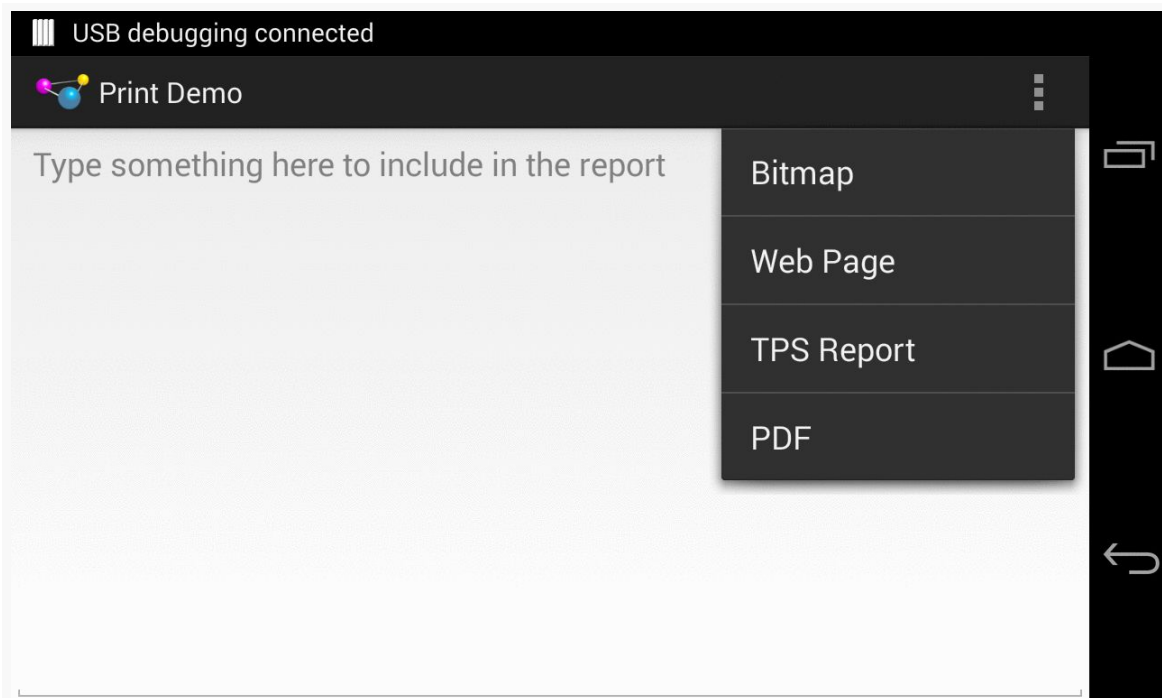 USB debugging connected
Print Demo
Type something here to include in the report
Bitmap
Web Page
TPS Report
PDF